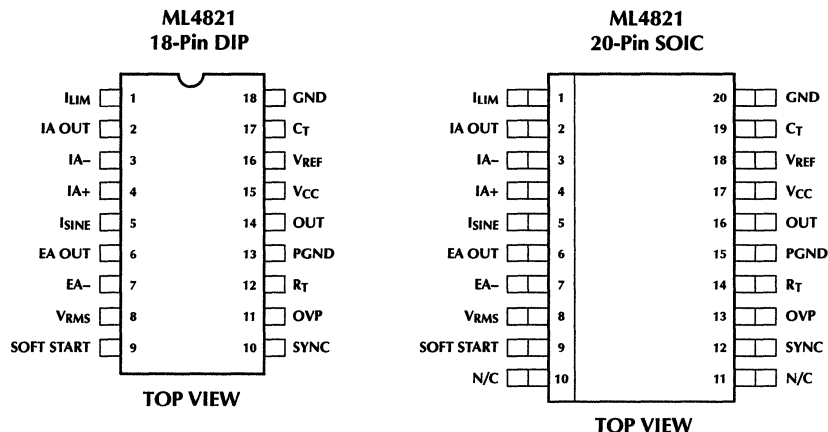 ML4821
18-Pin DIP
ILIM 1 18 GND
IA OUT 2 17 CT
IA– 3 16 VREF
IA+ 4 15 VCC
ISINE 5 14 OUT
EA OUT 6 13 PGND
EA– 7 12 RT
VRMS 8 11 OVP
SOFT START 9 10 SYNC
TOP VIEW
ML4821
20-Pin SOIC
ILIM 1 20 GND
IA OUT 2 19 CT
IA– 3 18 VREF
IA+ 4 17 VCC
ISINE 5 16 OUT
EA OUT 6 15 PGND
EA– 7 14 RT
VRMS 8 13 OVP
SOFT START 9 12 SYNC
N/C 10 11 N/C
TOP VIEW